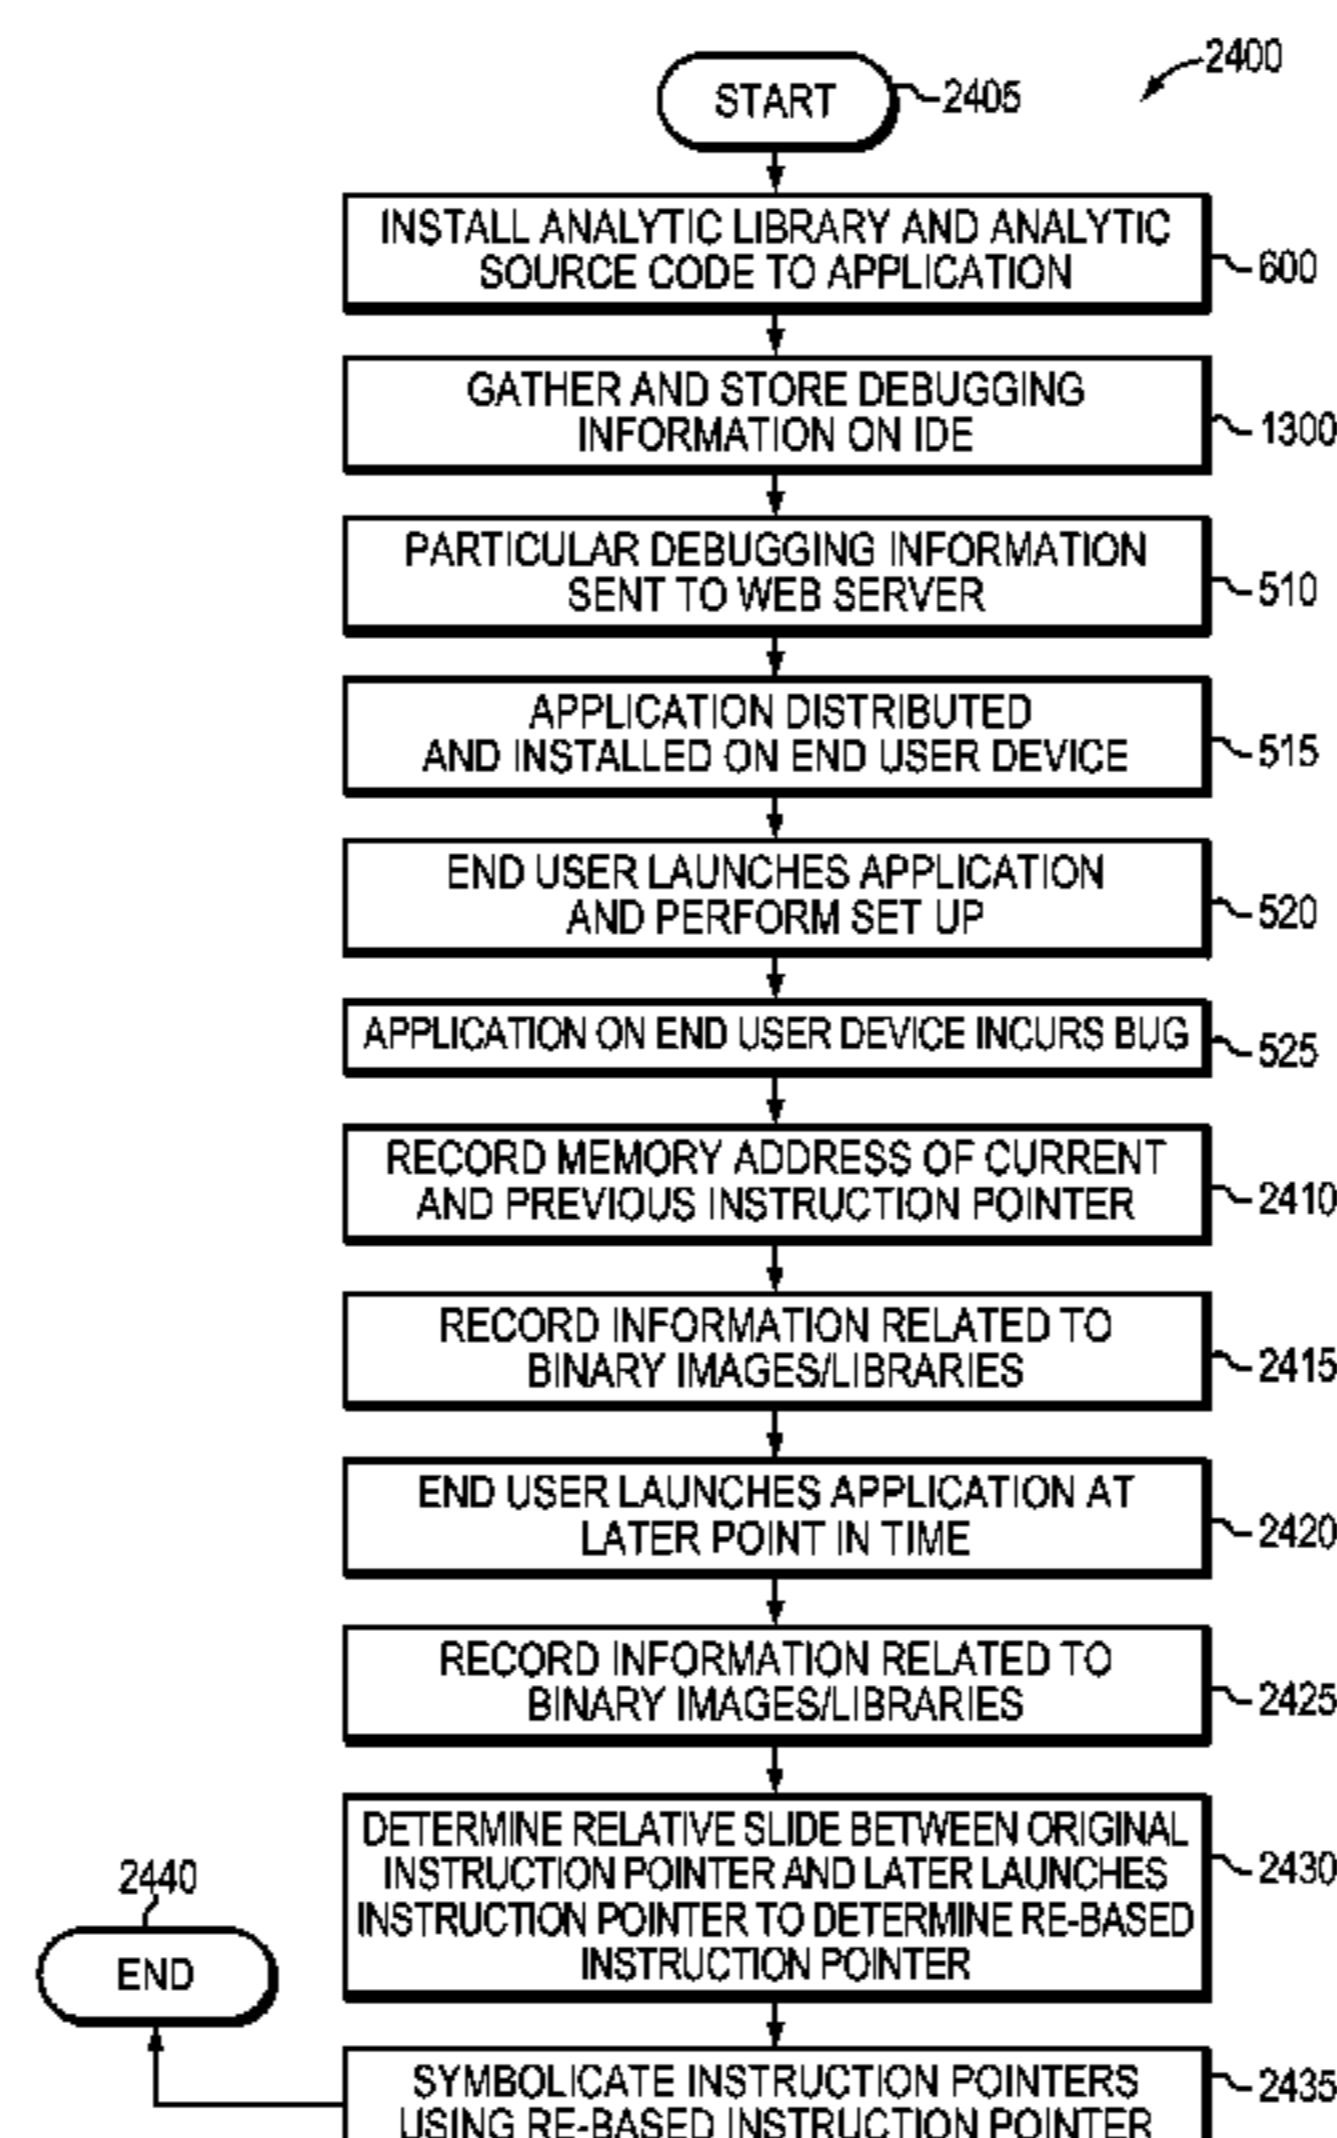 2400
START
2405
INSTALL ANALYTIC LIBRARY AND ANALYTIC
SOURCE CODE TO APPLICATION
600
GATHER AND STORE DEBUGGING
INFORMATION ON IDE
1300
PARTICULAR DEBUGGING INFORMATION
SENT TO WEB SERVER
510
APPLICATION DISTRIBUTED
AND INSTALLED ON END USER DEVICE
515
END USER LAUNCHES APPLICATION
AND PERFORM SET UP
520
APPLICATION ON END USER DEVICE INCURS BUG
525
RECORD MEMORY ADDRESS OF CURRENT
AND PREVIOUS INSTRUCTION POINTER
2410
RECORD INFORMATION RELATED TO
BINARY IMAGES/LIBRARIES
2415
END USER LAUNCHES APPLICATION AT
LATER POINT IN TIME
2420
RECORD INFORMATION RELATED TO
BINARY IMAGES/LIBRARIES
2425
DETERMINE RELATIVE SLIDE BETWEEN ORIGINAL
INSTRUCTION POINTER AND LATER LAUNCHES
INSTRUCTION POINTER TO DETERMINE RE-BASED
INSTRUCTION POINTER
2430
2440
END
SYMBOLICATE INSTRUCTION POINTERS
USING RE-BASED INSTRUCTION POINTER
2435